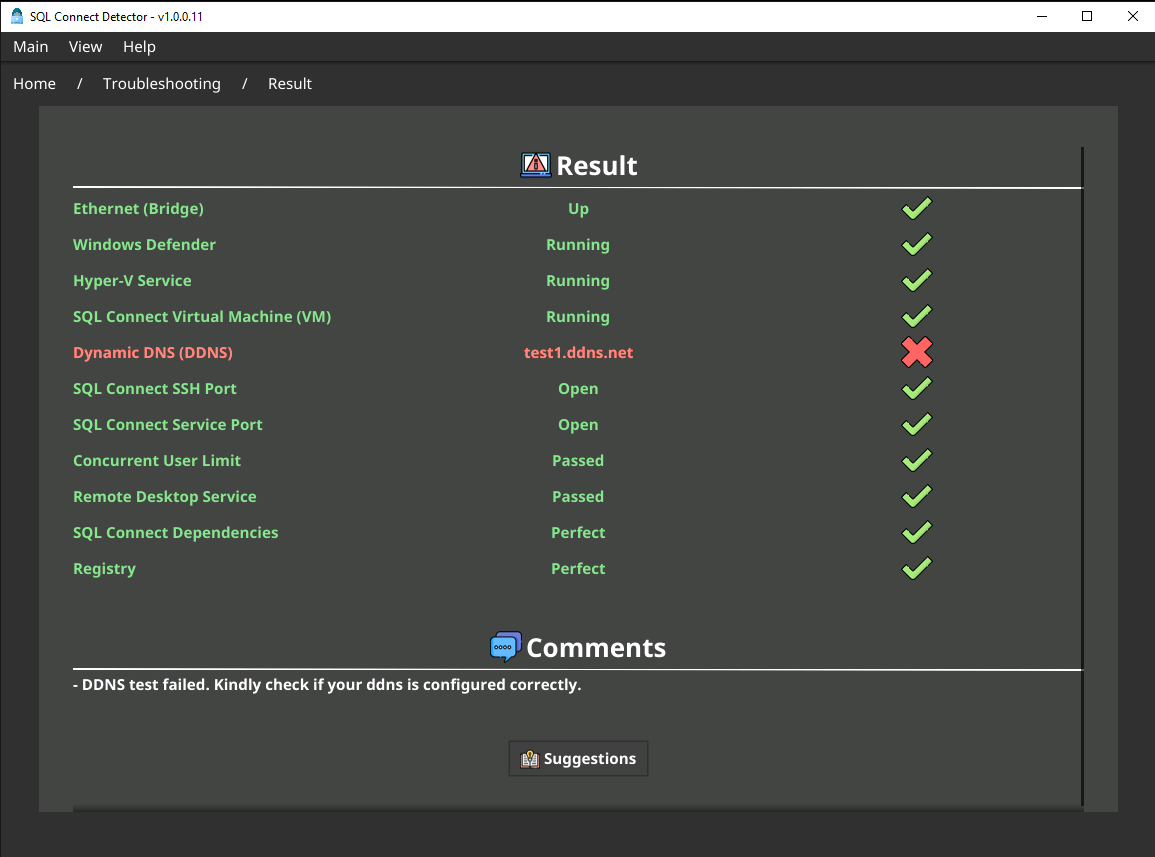 SQL Connect Detector - v1.0.0.11
Main View Help
Home / Troubleshooting / Result
Result
Ethernet (Bridge) Up
Windows Defender Running
Hyper-V Service Running
SQL Connect Virtual Machine (VM) Running
Dynamic DNS (DDNS) test1.ddns.net
SQL Connect SSH Port Open
SQL Connect Service Port Open
Concurrent User Limit Passed
Remote Desktop Service Passed
SQL Connect Dependencies Perfect
Registry Perfect
Comments
- DDNS test failed. Kindly check if your ddns is configured correctly.
Suggestions